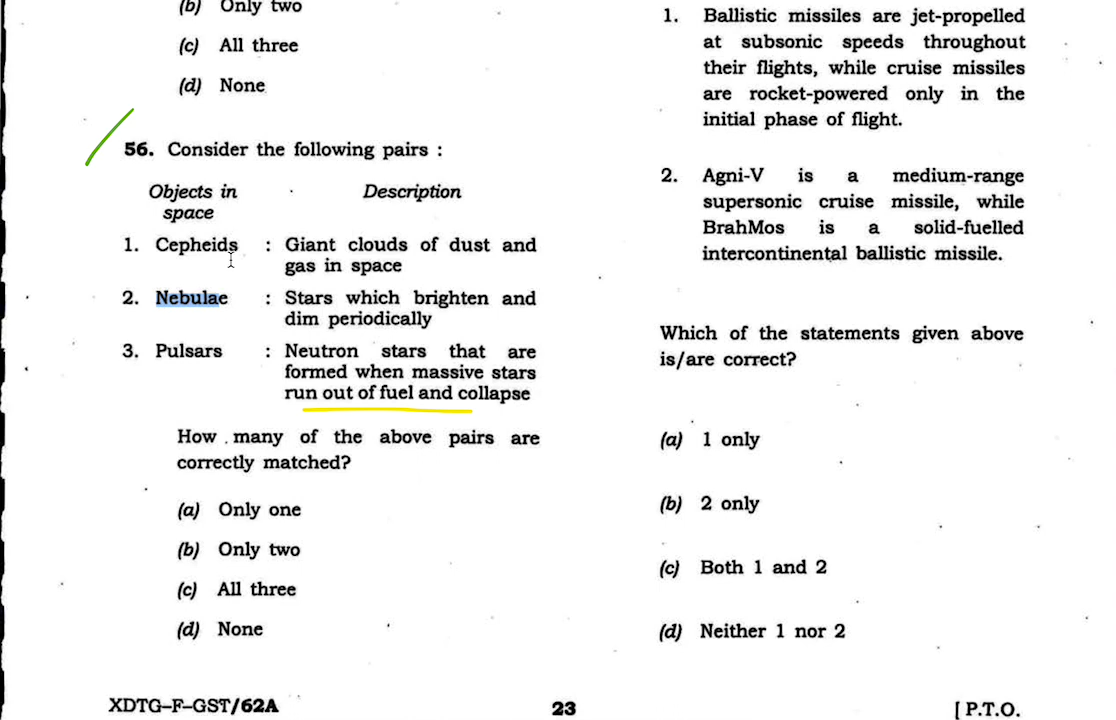 (b) Only two
(c) All three
(d) None
56. Consider the following pairs :
Objects in Description
space
1. Cepheids : Giant clouds of dust and
gas in space
2. Nebulae : Stars which brighten and
dim periodically
3. Pulsars : Neutron stars that are
formed when massive stars
run out of fuel and collapse
How many of the above pairs are
correctly matched?
(a) Only one
(b) Only two
(c) All three
(d) None
1. Ballistic missiles are jet-propelled
at subsonic speeds throughout
their flights, while cruise missiles
are rocket-powered only in the
initial phase of flight.
2. Agni-V is a medium-range
supersonic cruise missile, while
BrahMos is a solid-fuelled
intercontinental ballistic missile.
Which of the statements given above
is/are correct?
(a) 1 only
(b) 2 only
(c) Both 1 and 2
(d) Neither 1 nor 2
XDTG–F–GST/62A 23 [ P.T.O.